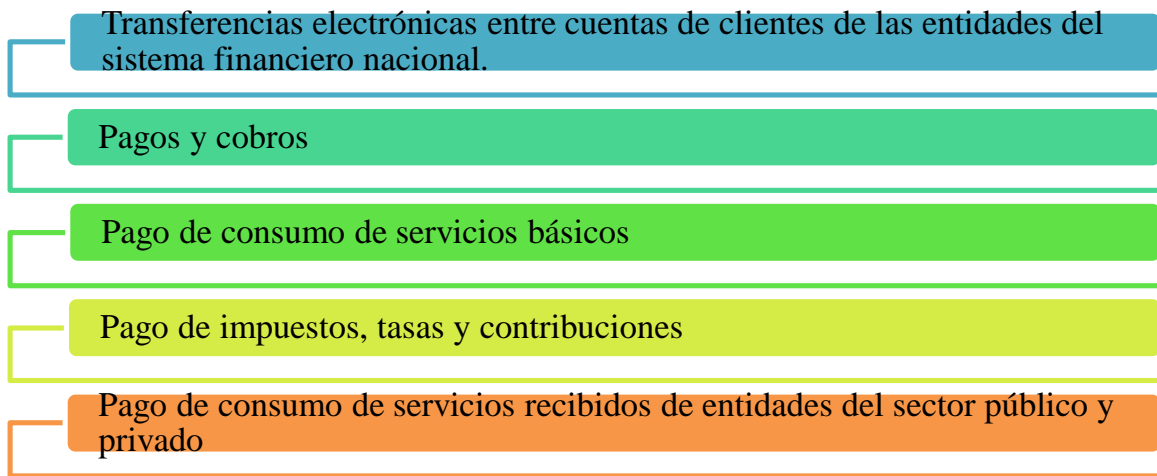 Transferencias electrónicas entre cuentas de clientes de las entidades del
sistema financiero nacional.
Pagos y cobros
Pago de consumo de servicios básicos
Pago de impuestos, tasas y contribuciones
Pago de consumo de servicios recibidos de entidades del sector público y
privado